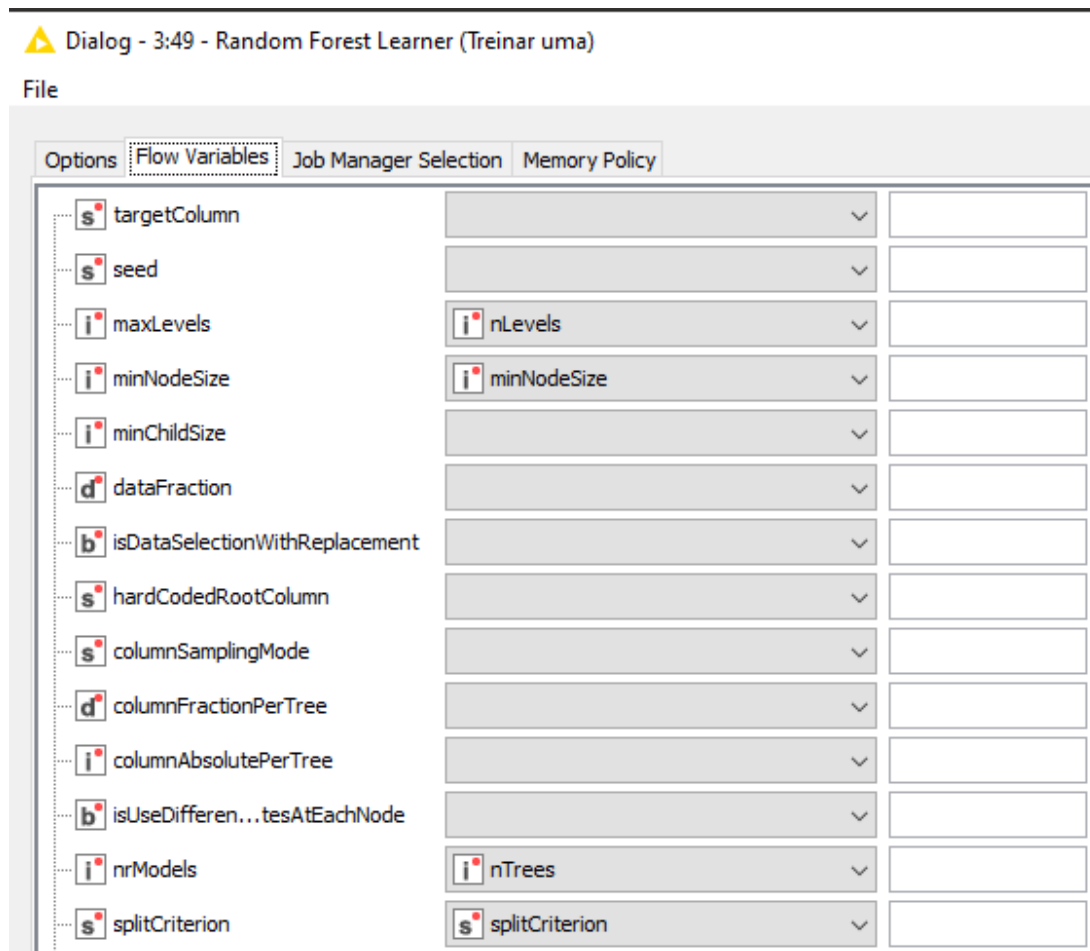 Dialog - 3:49 - Random Forest Learner (Treinar uma)
File
Options Flow Variables Job Manager Selection Memory Policy
s targetColumn
s seed
i maxLevels i nLevels
i minNodeSize i minNodeSize
i minChildSize
d dataFraction
b isDataSelectionWithReplacement
s hardCodedRootColumn
s columnSamplingMode
d columnFractionPerTree
i columnAbsolutePerTree
b isUseDifferen...tesAtEachNode
i nrModels i nTrees
s splitCriterion s splitCriterion